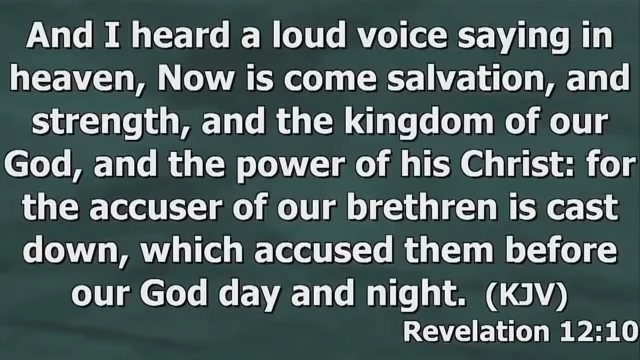 And I heard a loud voice saying in
heaven, Now is come salvation, and
strength, and the kingdom of our
God, and the power of his Christ: for
the accuser of our brethren is cast
down, which accused them before
our God day and night. (KJV)
Revelation 12:10